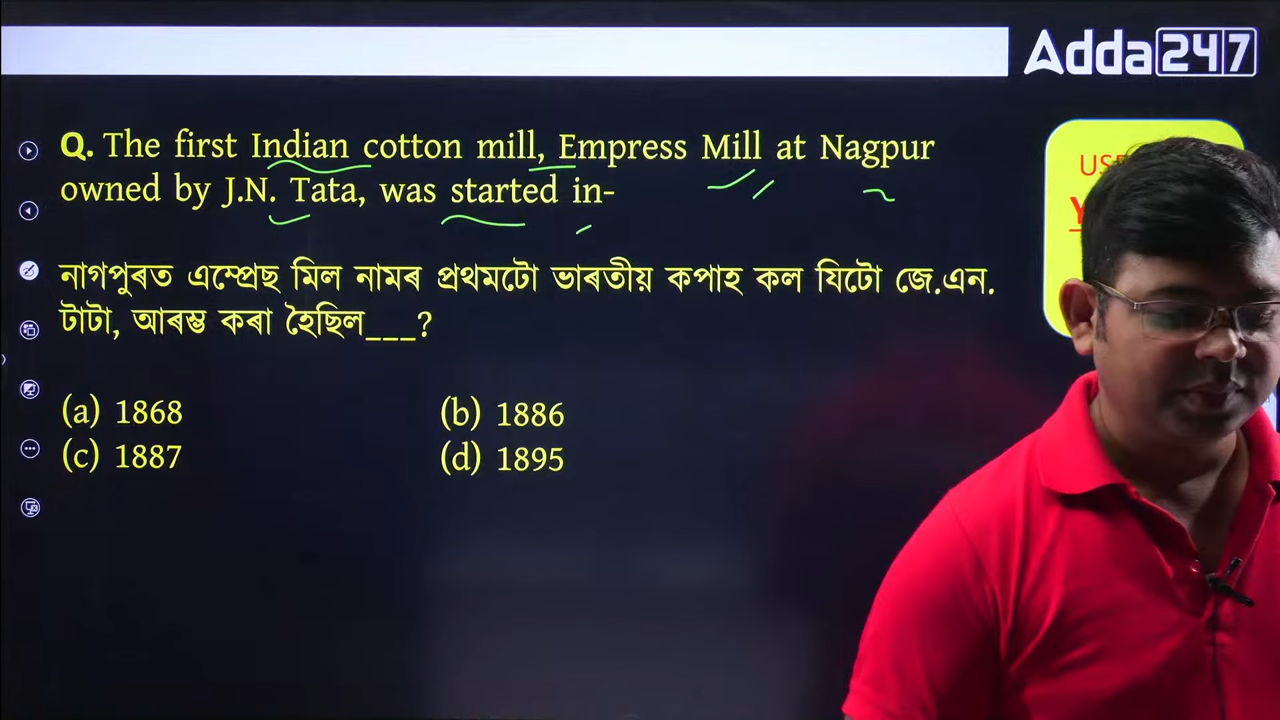 Adda247
Q. The first Indian cotton mill, Empress Mill at Nagpur
owned by J.N. Tata, was started in-
নাগপুৰত এম্প্ৰেছ মিল নামৰ প্ৰথমটো ভাৰতীয় কপাহ কল যিটো জে.এন.
টাটা, আৰম্ভ কৰা হৈছিল___?
(a) 1868 (b) 1886
(c) 1887 (d) 1895